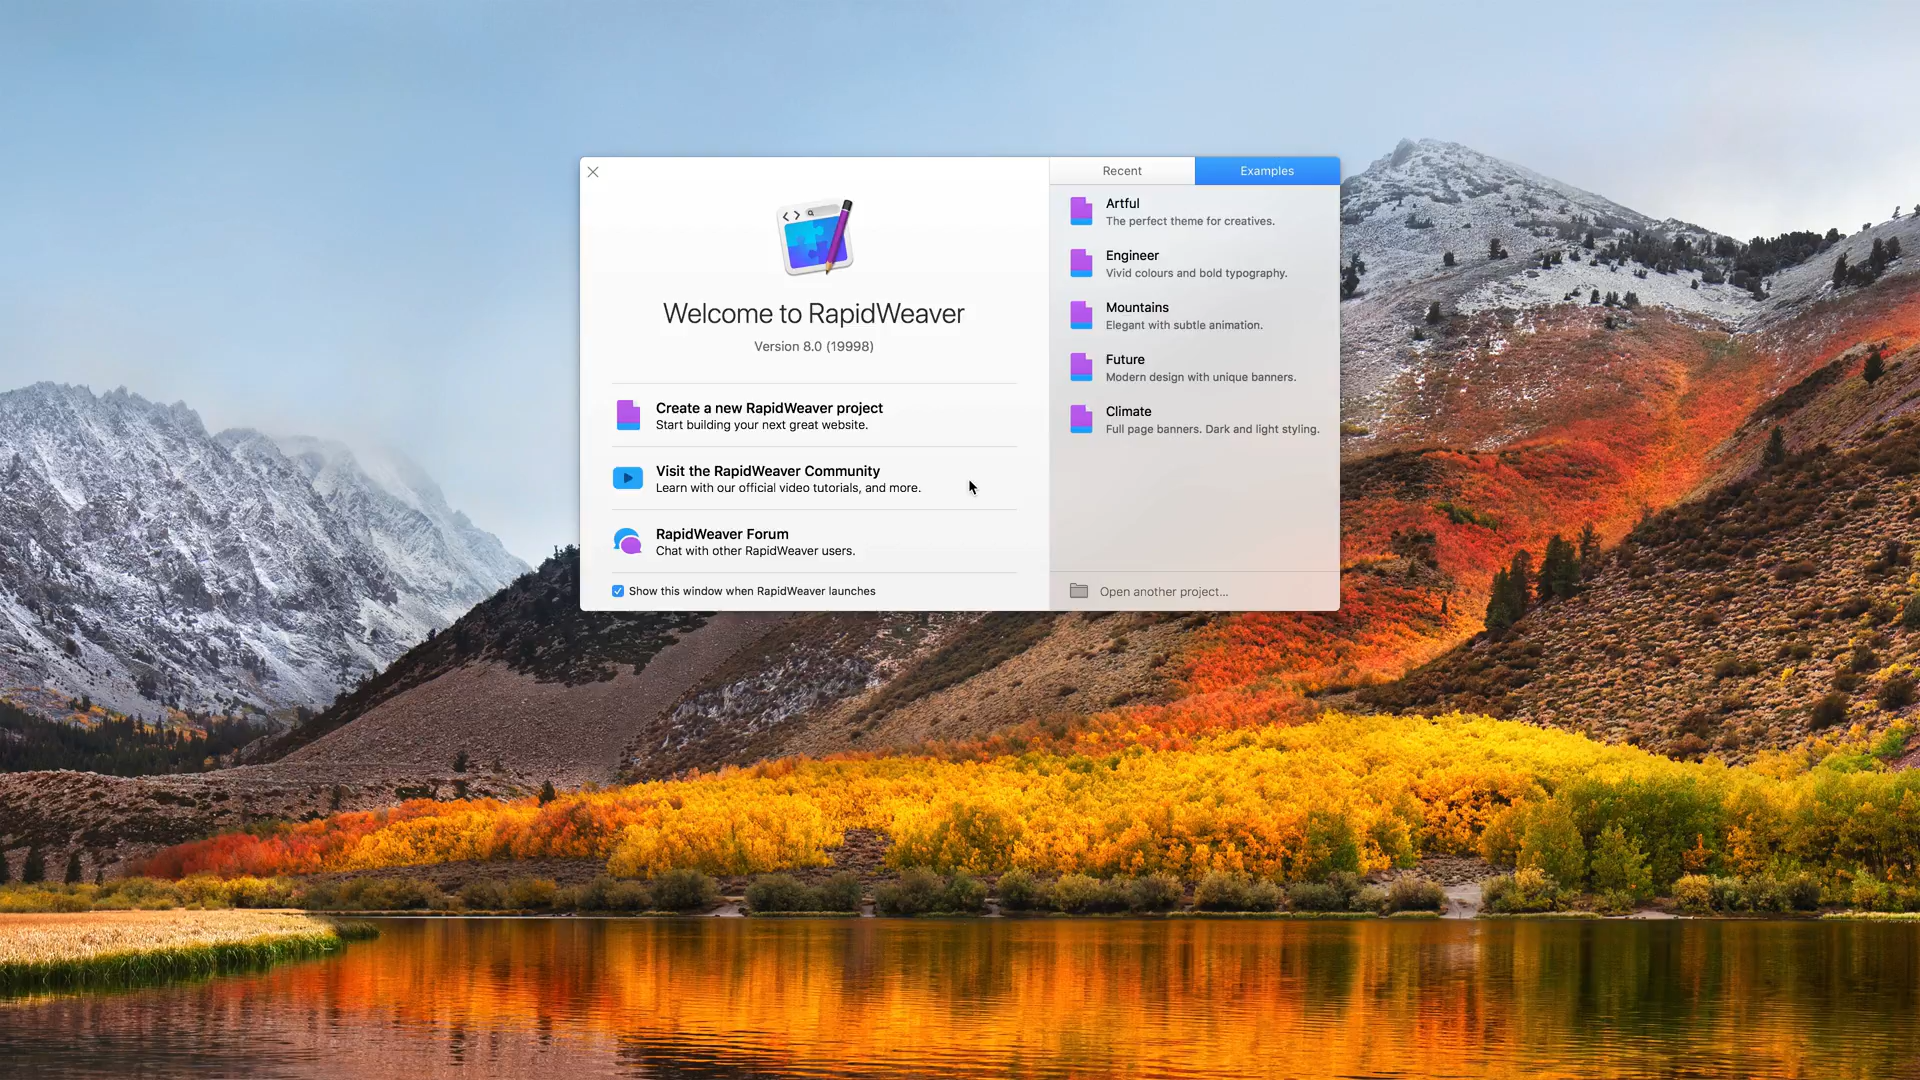 Welcome to RapidWeaver
Version 8.0 (19998)
Create a new RapidWeaver project
Start building your next great website.
Visit the RapidWeaver Community
Learn with our official video tutorials, and more.
RapidWeaver Forum
Chat with other RapidWeaver users.
Show this window when RapidWeaver launches
Recent
Examples
Artful
The perfect theme for creatives.
Engineer
Vivid colours and bold typography.
Mountains
Elegant with subtle animation.
Future
Modern design with unique banners.
Climate
Full page banners. Dark and light styling.
Open another project...